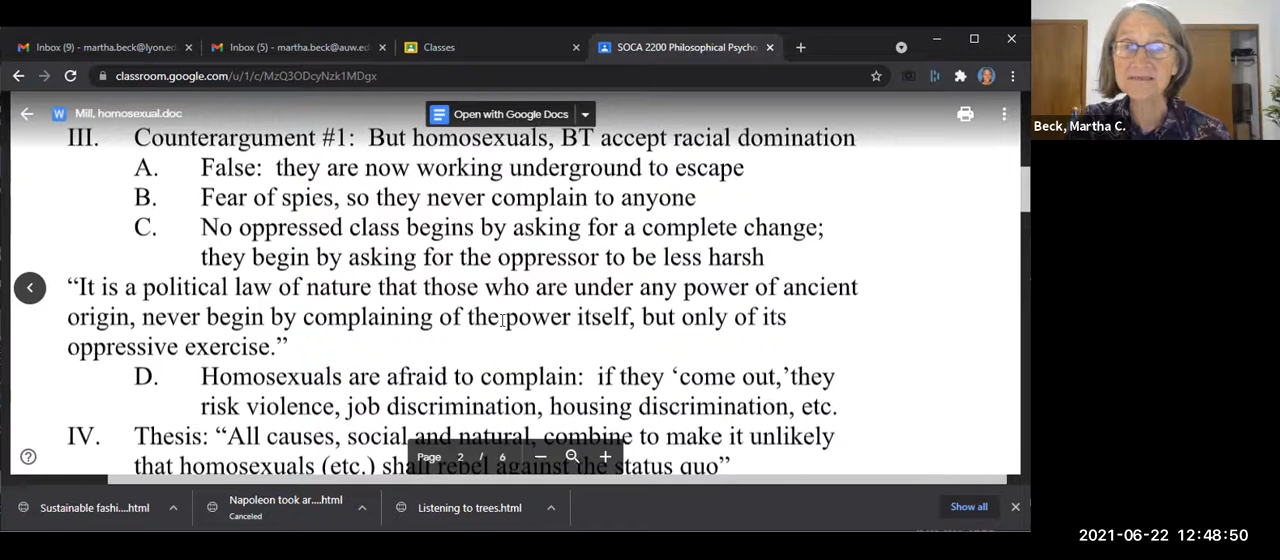 Inbox (9) - martha.beck@lyon.ed
Inbox (5) - martha.beck@auw.ed
Classes
SOCA 2200 Philosophical Psycho
classroom.google.com/u/1/c/MzQ3ODcyNzk1MDgx
W Mill, homosexual.doc
Open with Google Docs
Beck, Martha C.
III. Counterargument #1: But homosexuals, BT accept racial domination
A. False: they are now working underground to escape
B. Fear of spies, so they never complain to anyone
C. No oppressed class begins by asking for a complete change;
they begin by asking for the oppressor to be less harsh
“It is a political law of nature that those who are under any power of ancient
origin, never begin by complaining of the power itself, but only of its
oppressive exercise.”
D. Homosexuals are afraid to complain: if they ‘come out,’they
risk violence, job discrimination, housing discrimination, etc.
IV. Thesis: “All causes, social and natural, combine to make it unlikely
that homosexuals (etc.) shall rebel against the status quo”
Page 2 / 6
Sustainable fashi....html
Napoleon took ar....html
Canceled
Listening to trees.html
Show all
2021-06-22 12:48:50